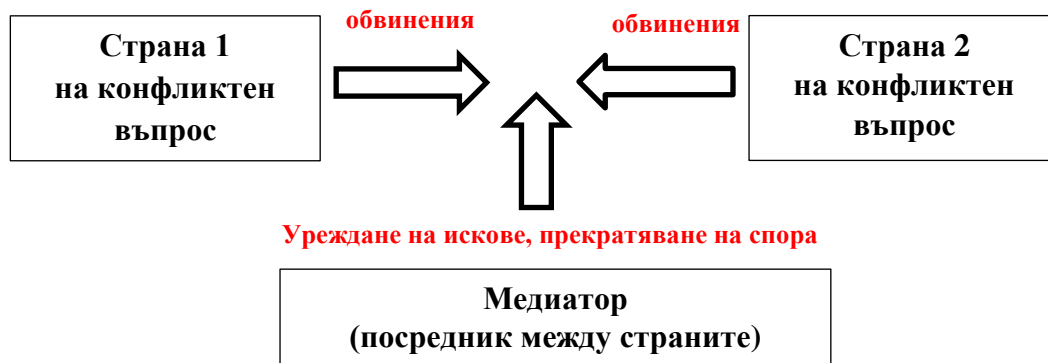 обвинения
обвинения
Страна 1
на конфликтен
въпрос
Страна 2
на конфликтен
въпрос
Уреждане на искове, прекратяване на спора
Медиатор
(посредник между страните)